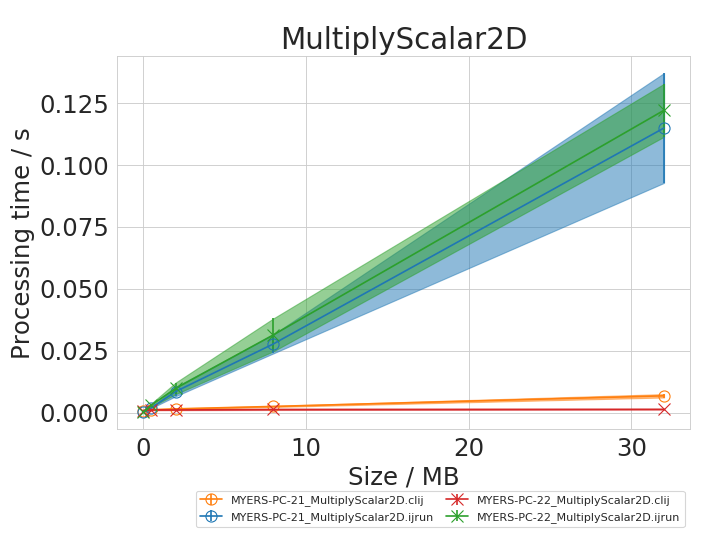 MultiplyScalar2D
0.125
0.100
0.075
0.050
0.025
0.000
Processing time / s
0 10 20 30
Size / MB
MYERS-PC-21_MultiplyScalar2D.clij MYERS-PC-22_MultiplyScalar2D.clij
MYERS-PC-21_MultiplyScalar2D.ijrun MYERS-PC-22_MultiplyScalar2D.ijrun